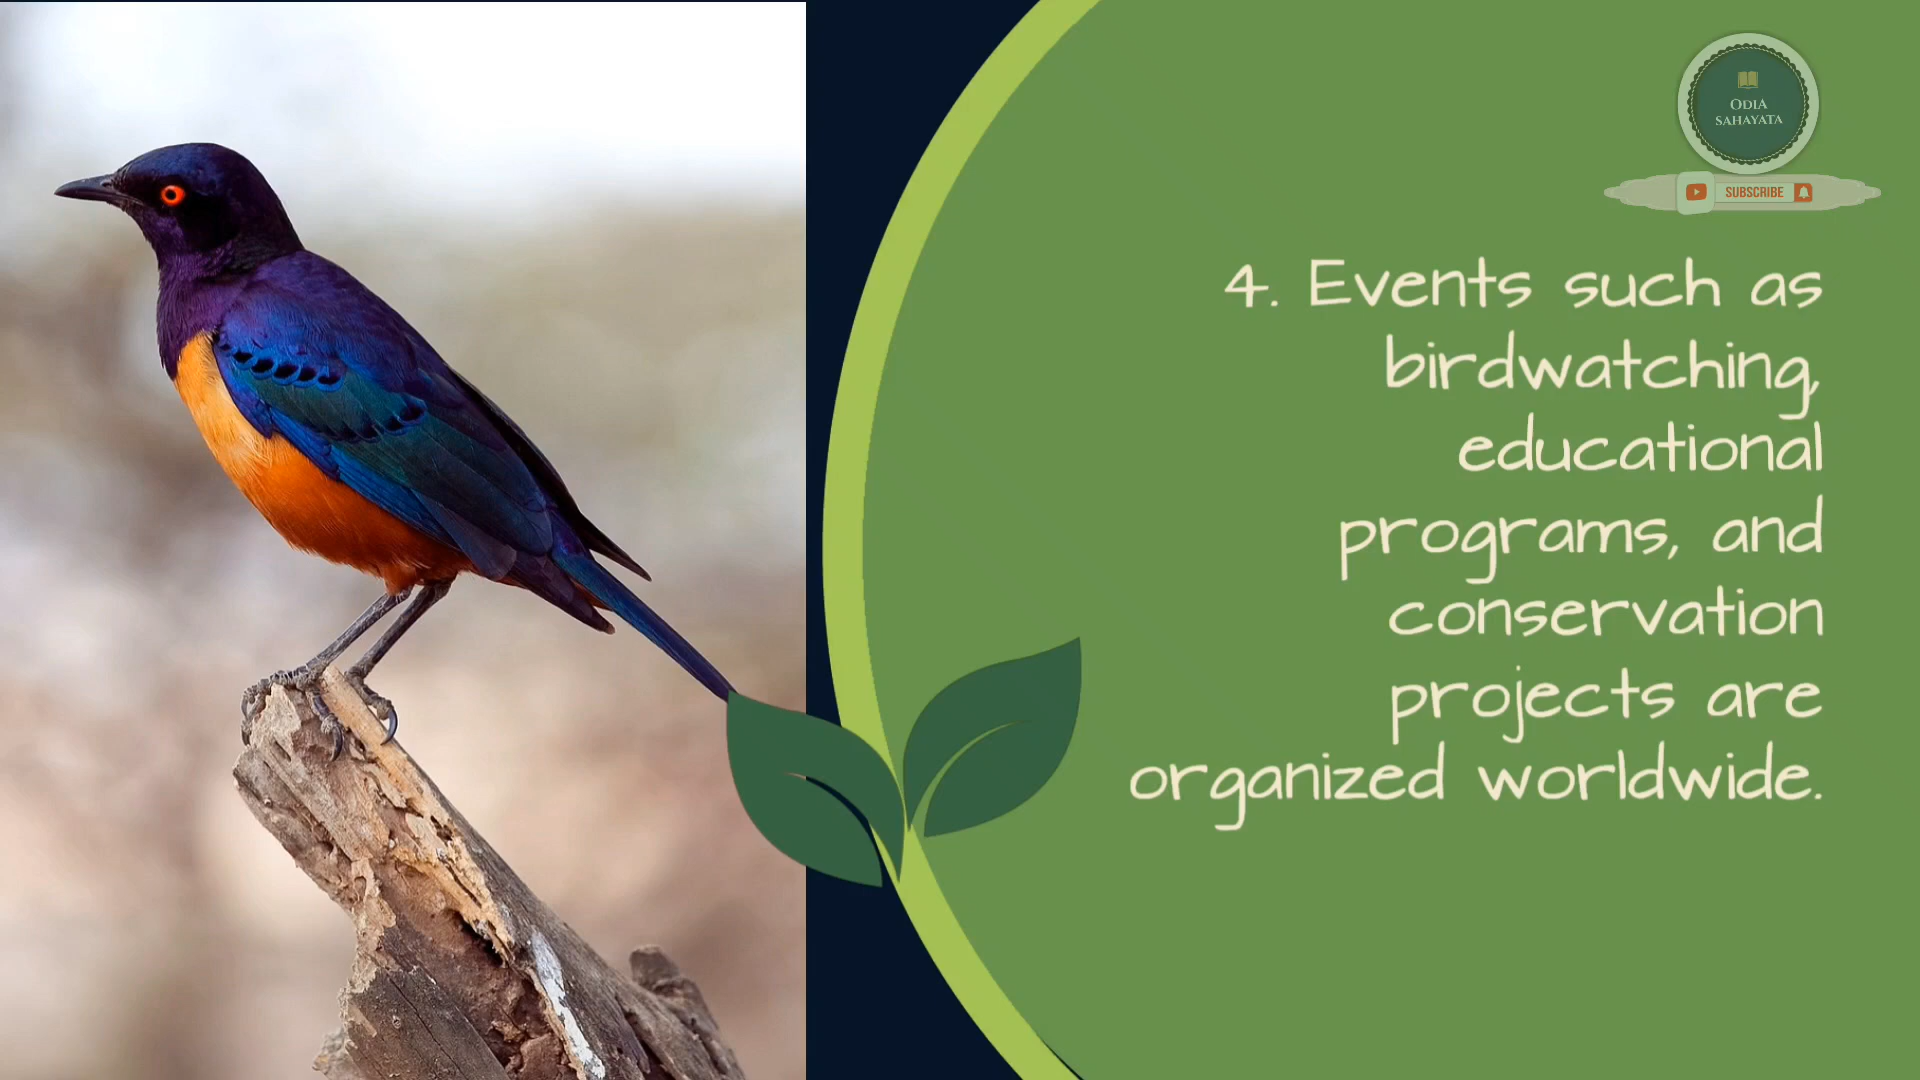 ODIA
SAHAYATA
SUBSCRIBE
4. Events such as
birdwatching,
educational
programs, and
conservation
projects are
organized worldwide.